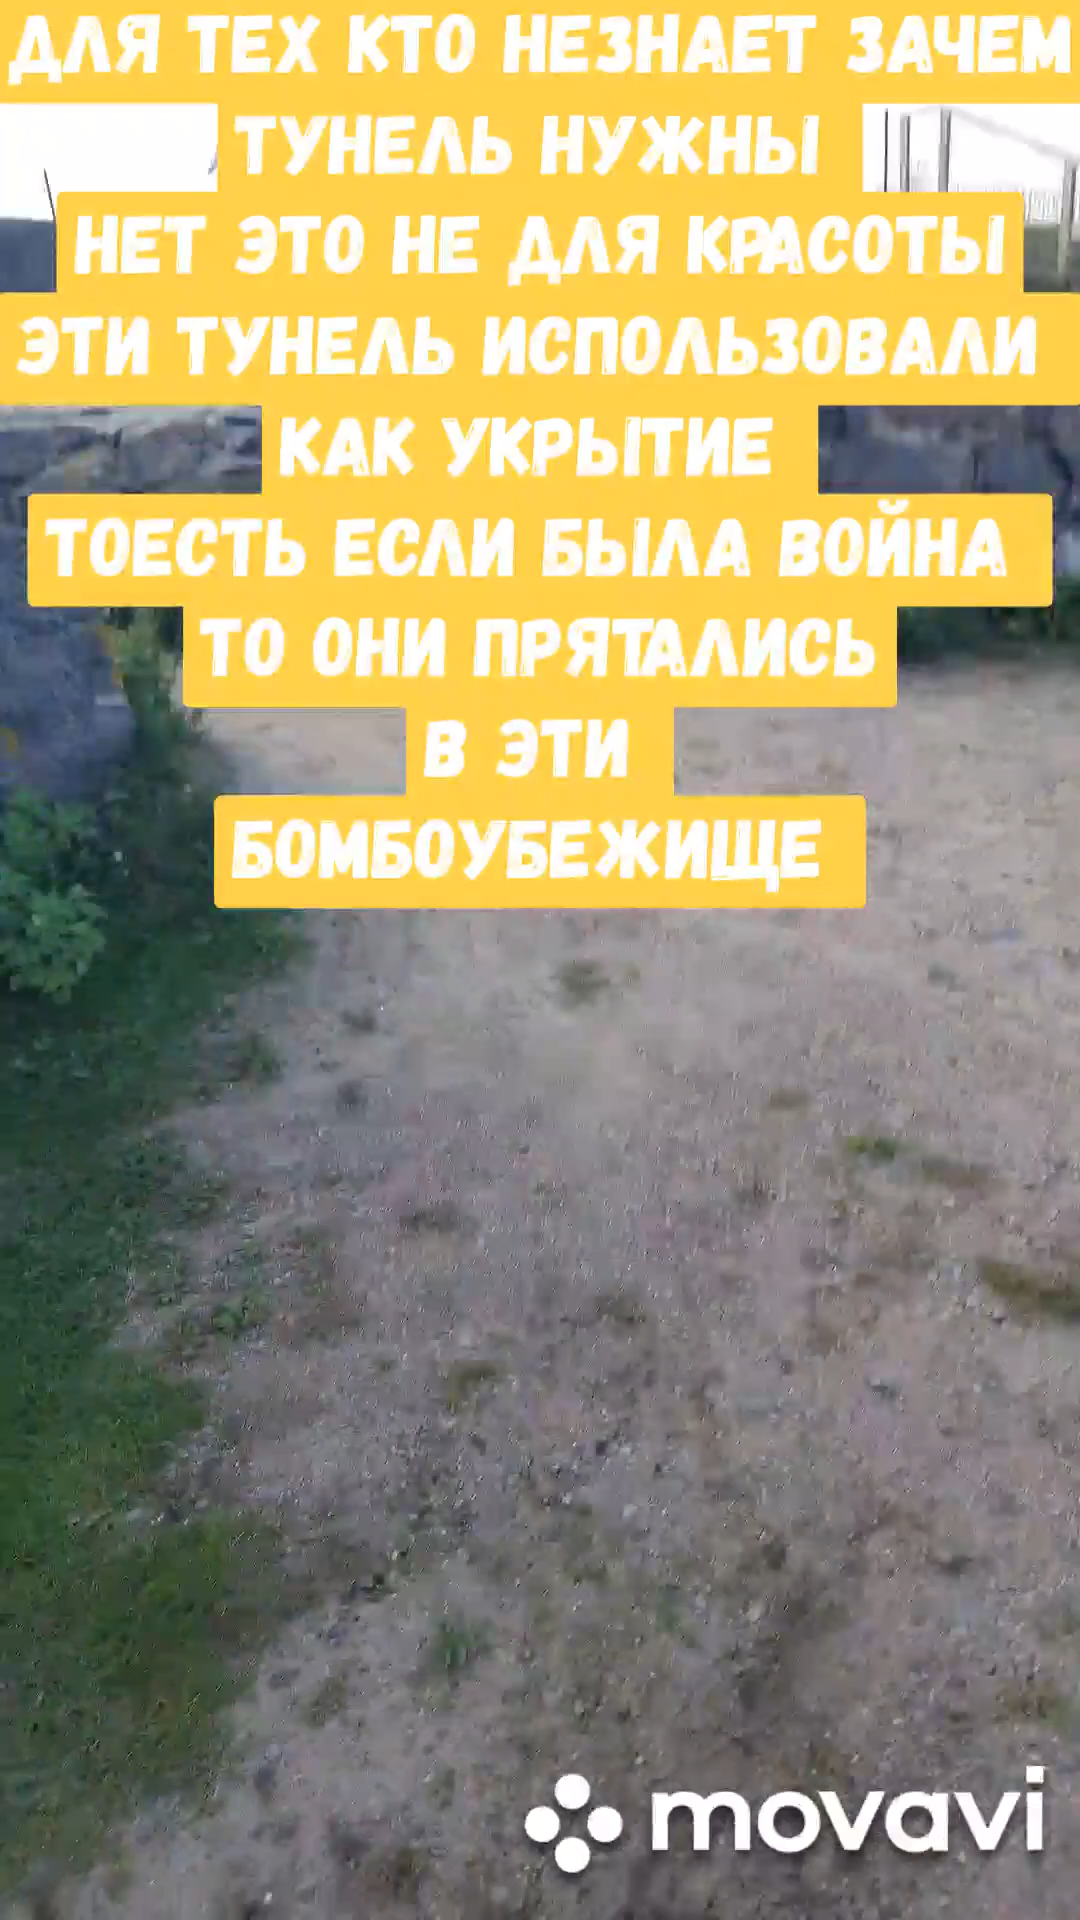 ДЛЯ ТЕХ КТО НЕЗНАЕТ ЗАЧЕМ
ТУНЕЛЬ НУЖНЫ
НЕТ ЭТО НЕ ДЛЯ КРАСОТЫ
ЭТИ ТУНЕЛЬ ИСПОЛЬЗОВАЛИ
КАК УКРЫТИЕ
ТОЕСТЬ ЕСЛИ БЫЛА ВОЙНА
ТО ОНИ ПРЯТАЛИСЬ
В ЭТИ
БОМБОУБЕЖИЩЕ
movavi